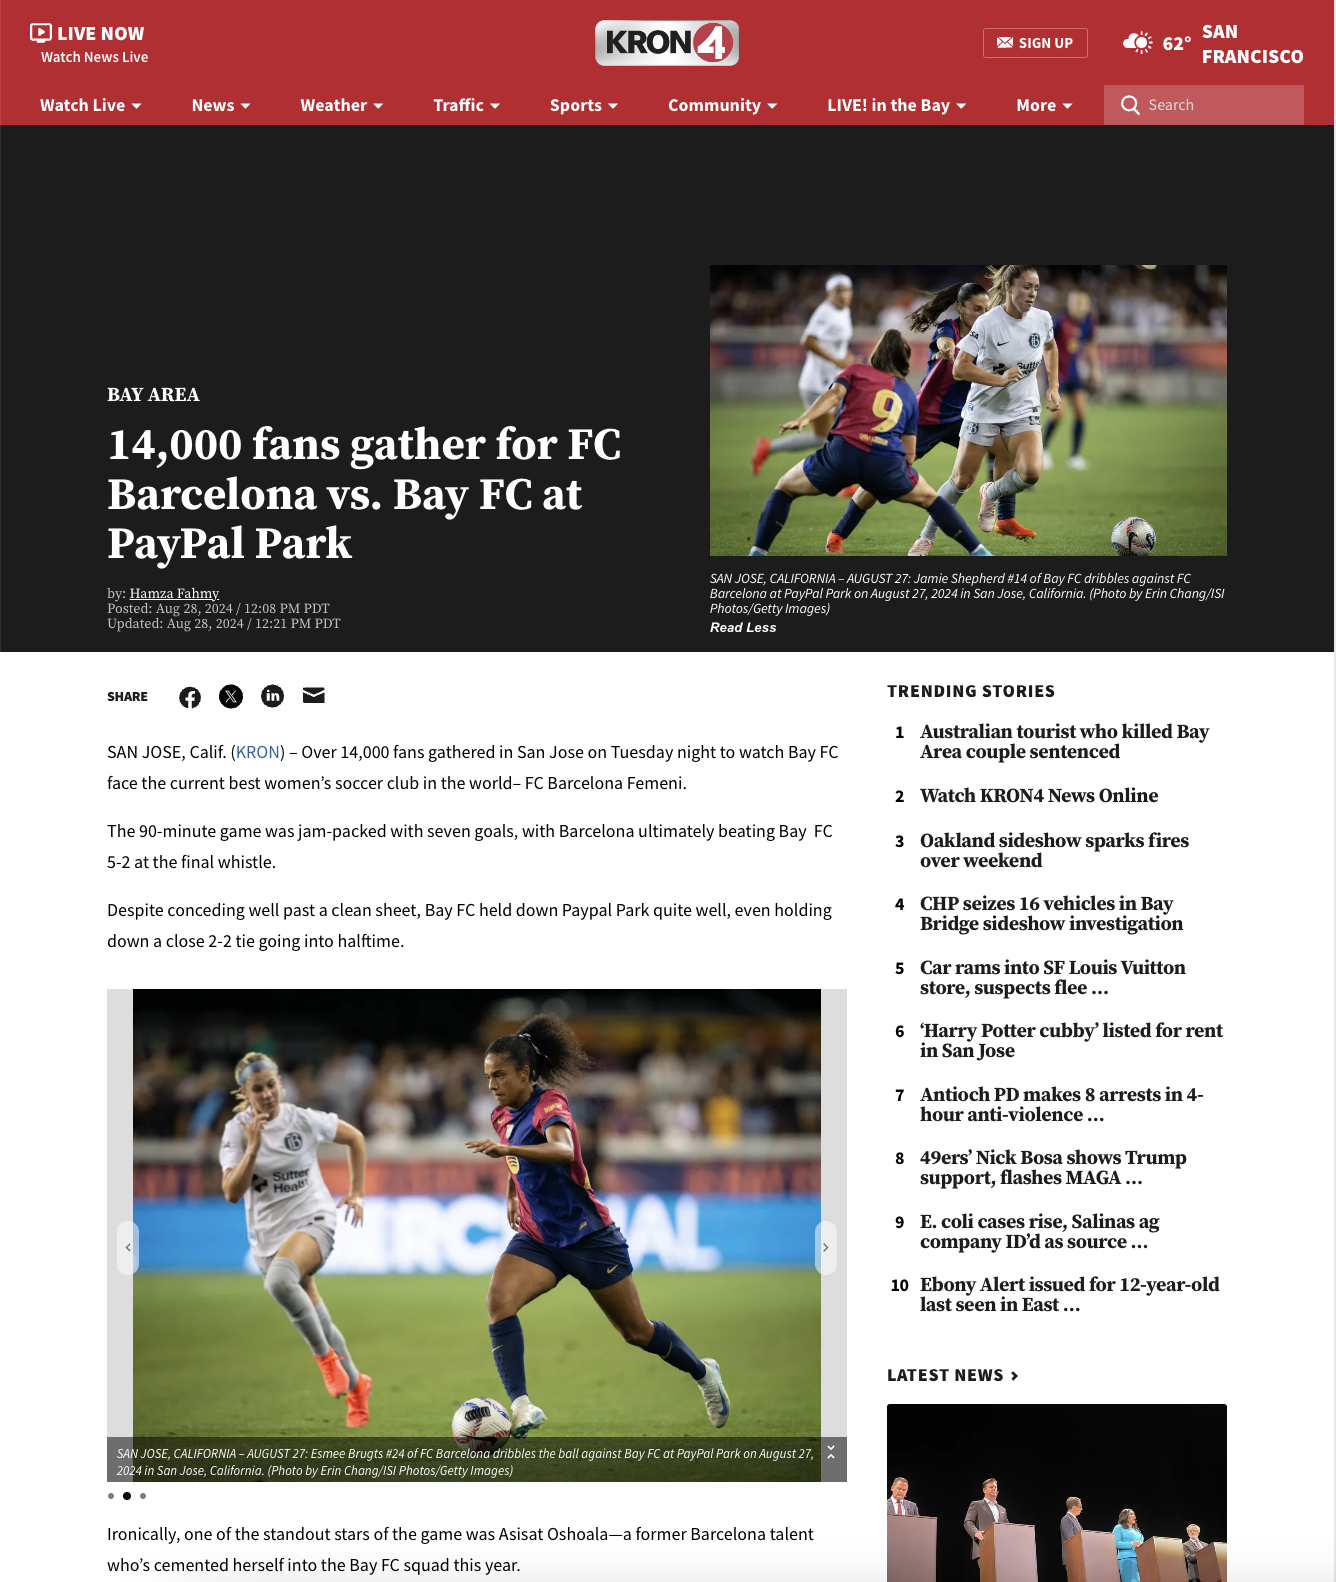 LIVE NOW
Watch News Live
KRON4
SIGN UP
62°
SAN
FRANCISCO
Watch Live
News
Weather
Traffic
Sports
Community
LIVE! in the Bay
More
Search
BAY AREA
14,000 fans gather for FC
Barcelona vs. Bay FC at
PayPal Park
by: Hamza Fahmy
Posted: Aug 28, 2024 / 12:08 PM PDT
Updated: Aug 28, 2024 / 12:21 PM PDT
9
SAN JOSE, CALIFORNIA – AUGUST 27: Jamie Shepherd #14 of Bay FC dribbles against FC
Barcelona at PayPal Park on August 27, 2024 in San Jose, California. (Photo by Erin Chang/ISI
Photos/Getty Images)
Read Less
SHARE
SAN JOSE, Calif. (KRON) – Over 14,000 fans gathered in San Jose on Tuesday night to watch Bay FC
face the current best women’s soccer club in the world– FC Barcelona Femeni.
The 90-minute game was jam-packed with seven goals, with Barcelona ultimately beating Bay  FC
5-2 at the final whistle.
Despite conceding well past a clean sheet, Bay FC held down Paypal Park quite well, even holding
down a close 2-2 tie going into halftime.
Sutter
Health
SAN JOSE, CALIFORNIA – AUGUST 27: Esmee Brugts #24 of FC Barcelona dribbles the ball against Bay FC at PayPal Park on August 27,
2024 in San Jose, California. (Photo by Erin Chang/ISI Photos/Getty Images)
Ironically, one of the standout stars of the game was Asisat Oshoala—a former Barcelona talent
who’s cemented herself into the Bay FC squad this year.
TRENDING STORIES
1 Australian tourist who killed Bay
Area couple sentenced
2 Watch KRON4 News Online
3 Oakland sideshow sparks fires
over weekend
4 CHP seizes 16 vehicles in Bay
Bridge sideshow investigation
5 Car rams into SF Louis Vuitton
store, suspects flee …
6 ‘Harry Potter cubby’ listed for rent
in San Jose
7 Antioch PD makes 8 arrests in 4-
hour anti-violence …
8 49ers’ Nick Bosa shows Trump
support, flashes MAGA …
9 E. coli cases rise, Salinas ag
company ID’d as source …
10 Ebony Alert issued for 12-year-old
last seen in East …
LATEST NEWS